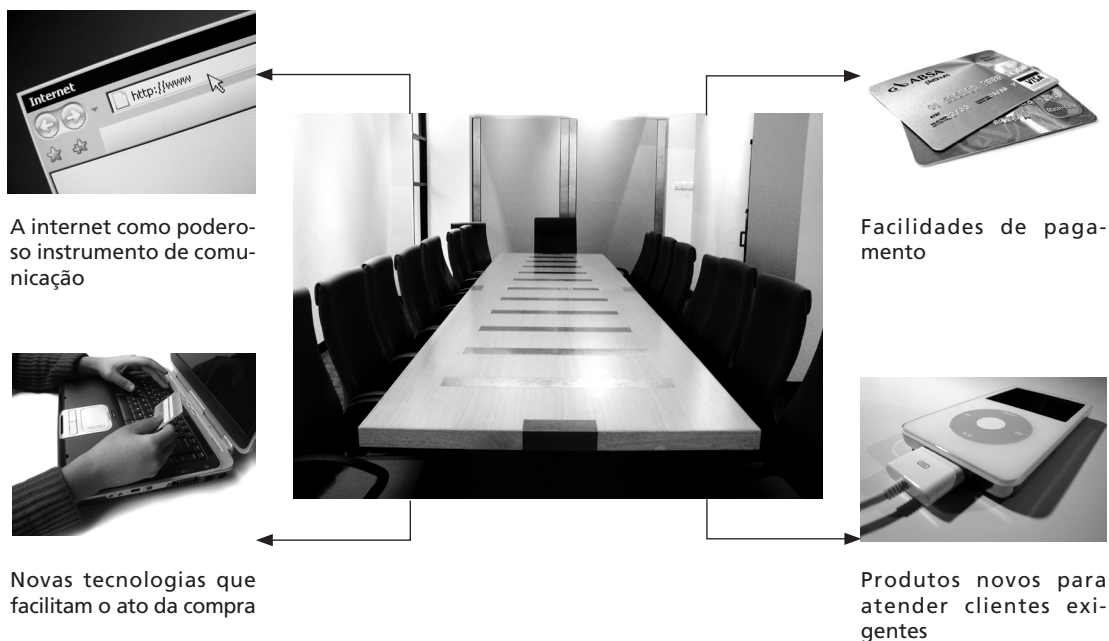 Internet
http://www
ABSA
platinum
VISA
A internet como podero-
so instrumento de comu-
nicação
Facilidades de paga-
mento
Novas tecnologias que
facilitam o ato da compra
Produtos novos para
atender clientes exi-
gentes